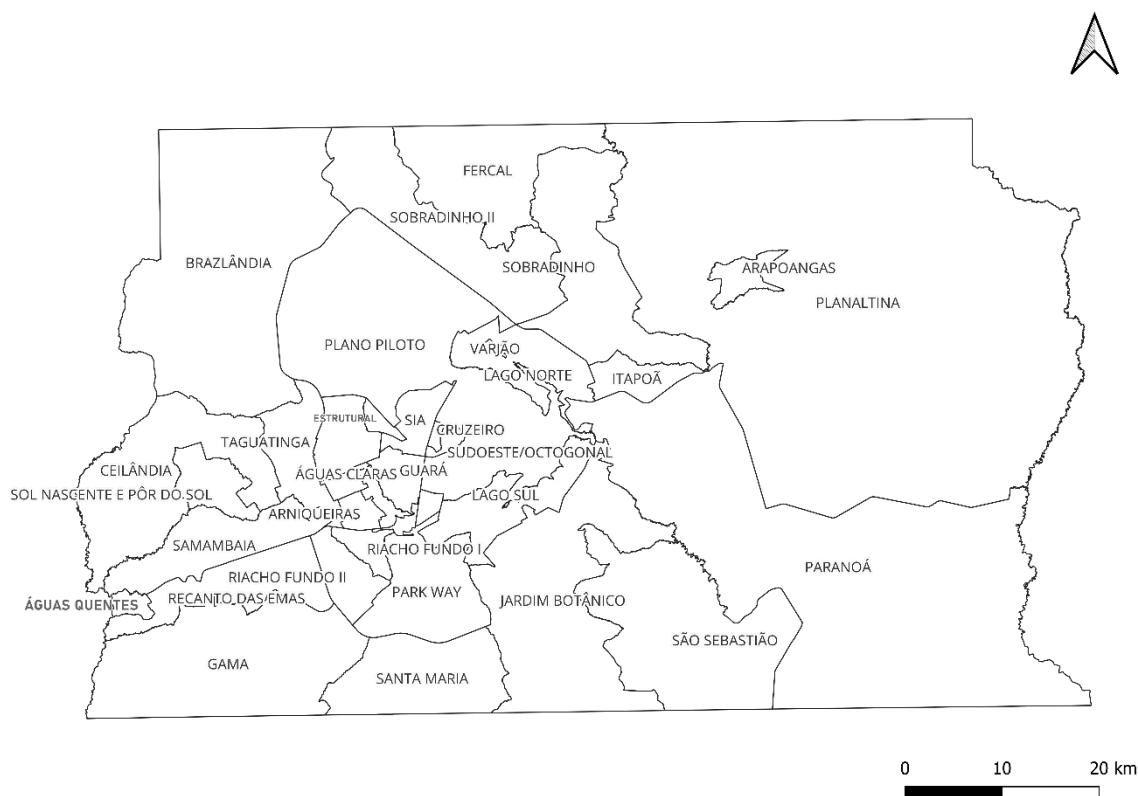 FERCAL
SOBRADINHO II
BRAZLÂNDIA
SOBRADINHO
ARAPOANGAS
PLANALTINA
PLANO PILOTO
VARJÃO
LAGO NORTE
ITAPOÃ
ESTRUTURAL
SIA
CRUZEIRO
TAGUATINGA
SUDOESTE/OCTOGONAL
CEILÂNDIA
ÁGUAS CLARAS
GUARÁ
SOL NASCENTE E PÔR DO SOL
LAGO SUL
ARNIQUEIRAS
SAMAMBAIA
RIACHO FUNDO I
PARANOÁ
RIACHO FUNDO II
PARK WAY
RECANTO DAS EMAS
JARDIM BOTÂNICO
ÁGUAS QUENTES
SÃO SEBASTIÃO
GAMA
SANTA MARIA
0 10 20 km